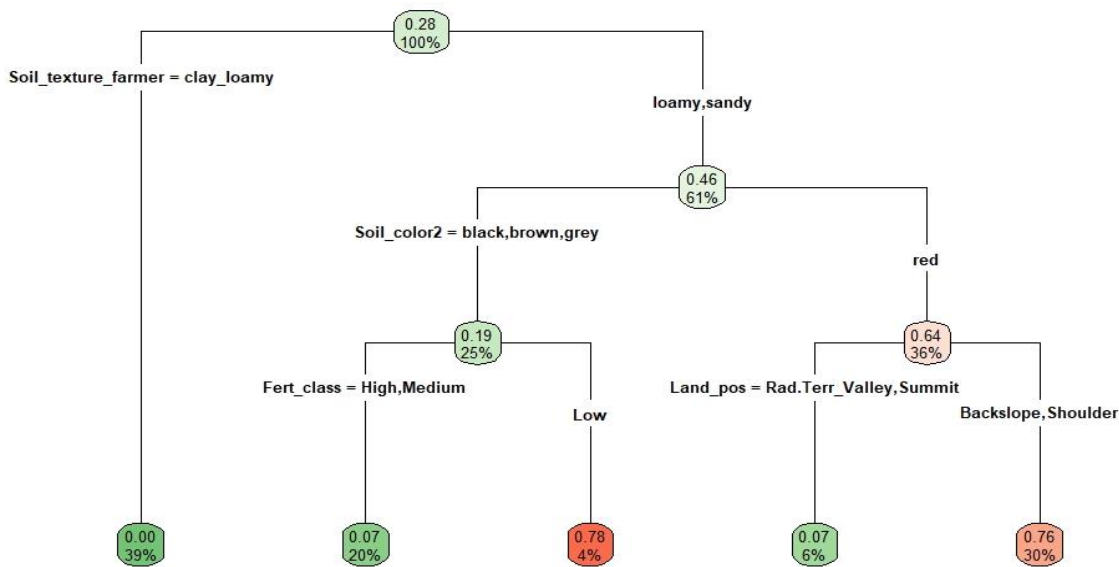 0.28
100%
Soil_texture_farmer = clay_loamy
loamy,sandy
0.46
61%
Soil_color2 = black,brown,grey
red
0.19
25%
0.64
36%
Fert_class = High,Medium
Low
Land_pos = Rad.Terr_Valley,Summit
Backslope,Shoulder
0.00
39%
0.07
20%
0.78
4%
0.07
6%
0.76
30%